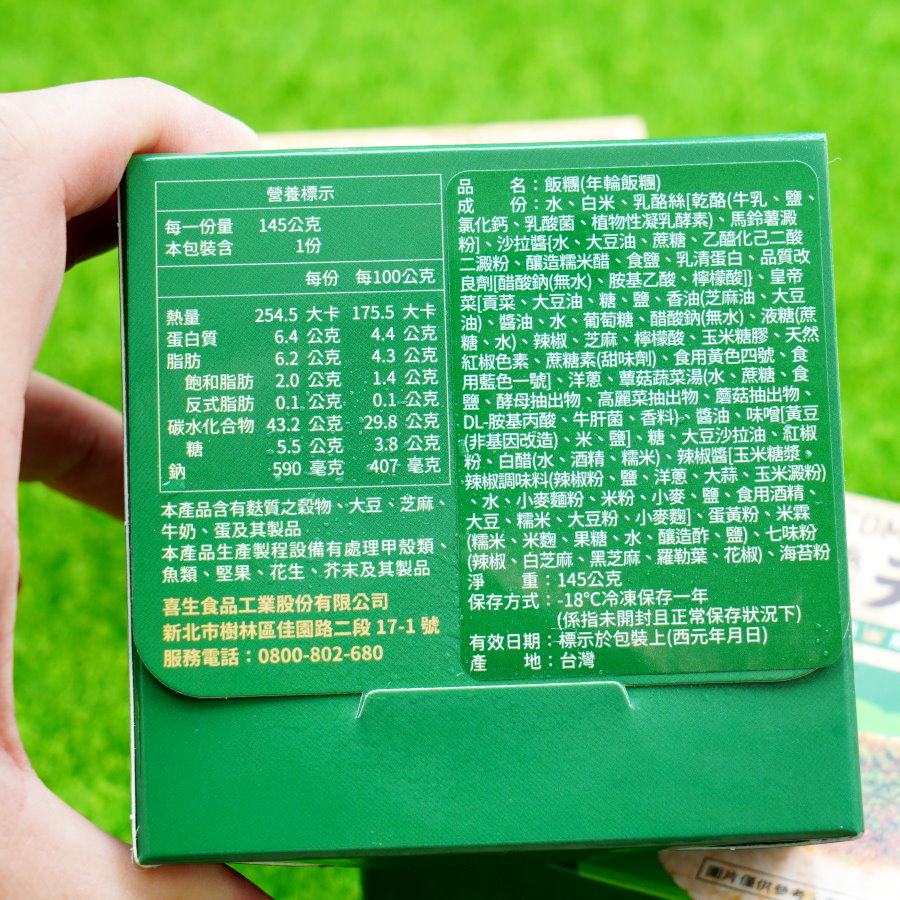 營養標示
每一份量 145公克
本包裝含 1份
每份 每100公克
熱量 254.5 大卡 175.5 大卡
蛋白質 6.4 公克 4.4 公克
脂肪 6.2 公克 4.3 公克
飽和脂肪 2.0 公克 1.4 公克
反式脂肪 0.1 公克 0.1 公克
碳水化合物 43.2 公克 29.8 公克
糖 5.5 公克 3.8 公克
鈉 590 毫克 407 毫克
本產品含有麩質之穀物、大豆、芝麻、
牛奶、蛋及其製品
本產品生產製程設備有處理甲殼類、
魚類、堅果、花生、芥末及其製品
喜生食品工業股份有限公司
新北市樹林區佳園路二段 17-1 號
服務電話：0800-802-680
品 名：飯糰(年輪飯糰)
成 份：水、白米、乳酪絲[乾酪(牛乳、鹽、
氯化鈣、乳酸菌、植物性凝乳酵素)、馬鈴薯澱
粉]、沙拉醬{水、大豆油、蔗糖、乙醯化己二酸
二澱粉、釀造糯米醋、食鹽、乳清蛋白、品質改
良劑[醋酸鈉(無水)、胺基乙酸、檸檬酸]}、皇帝
菜[貢菜、大豆油、糖、鹽、香油(芝麻油、大豆
油)、醬油、水、葡萄糖、醋酸鈉(無水)、液糖(蔗
糖、水)、辣椒、芝麻、檸檬酸、玉米糖膠、天然
紅椒色素、蔗糖素(甜味劑)、食用黃色四號、食
用藍色一號]、洋蔥、蕈菇蔬菜湯(水、蔗糖、食
鹽、酵母抽出物、高麗菜抽出物、蘑菇抽出物、
DL-胺基丙酸、牛肝菌、香料)、醬油、味噌[黃豆
(非基因改造)、米、鹽]、糖、大豆沙拉油、紅椒
粉、白醋(水、酒精、糯米)、辣椒醬[玉米糖漿、
辣椒調味料(辣椒粉、鹽、洋蔥、大蒜、玉米澱粉)
、水、小麥麵粉、米粉、小麥、鹽、食用酒精、
大豆、糯米、大豆粉、小麥麴]、蛋黃粉、米霖
(糯米、米麴、果糖、水、釀造酢、鹽)、七味粉
(辣椒、白芝麻、黑芝麻、羅勒葉、花椒)、海苔粉
淨 重：145公克
保存方式：-18°C冷凍保存一年
(係指未開封且正常保存狀況下)
有效日期：標示於包裝上(西元年月日)
產 地：台灣
圖片僅供參考